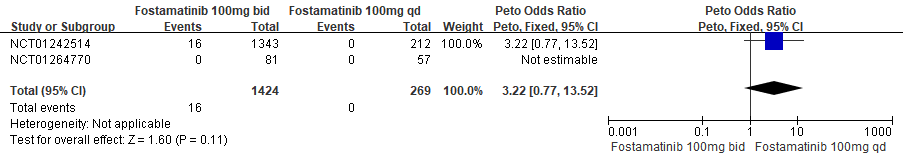 Fostamatinib 100mg bid Fostamatinib 100mg qd Peto Odds Ratio Peto Odds Ratio
Study or Subgroup Events Total Events Total Weight Peto, Fixed, 95% CI Peto, Fixed, 95% CI
NCT01242514 16 1343 0 212 100.0% 3.22 [0.77, 13.52]
NCT01264770 0 81 0 57 Not estimable
Total (95% CI) 1424 269 100.0% 3.22 [0.77, 13.52]
Total events 16 0
Heterogeneity: Not applicable
Test for overall effect: Z = 1.60 (P = 0.11)
0.001 0.1 1 10 1000
Fostamatinib 100mg bid Fostamatinib 100mg qd